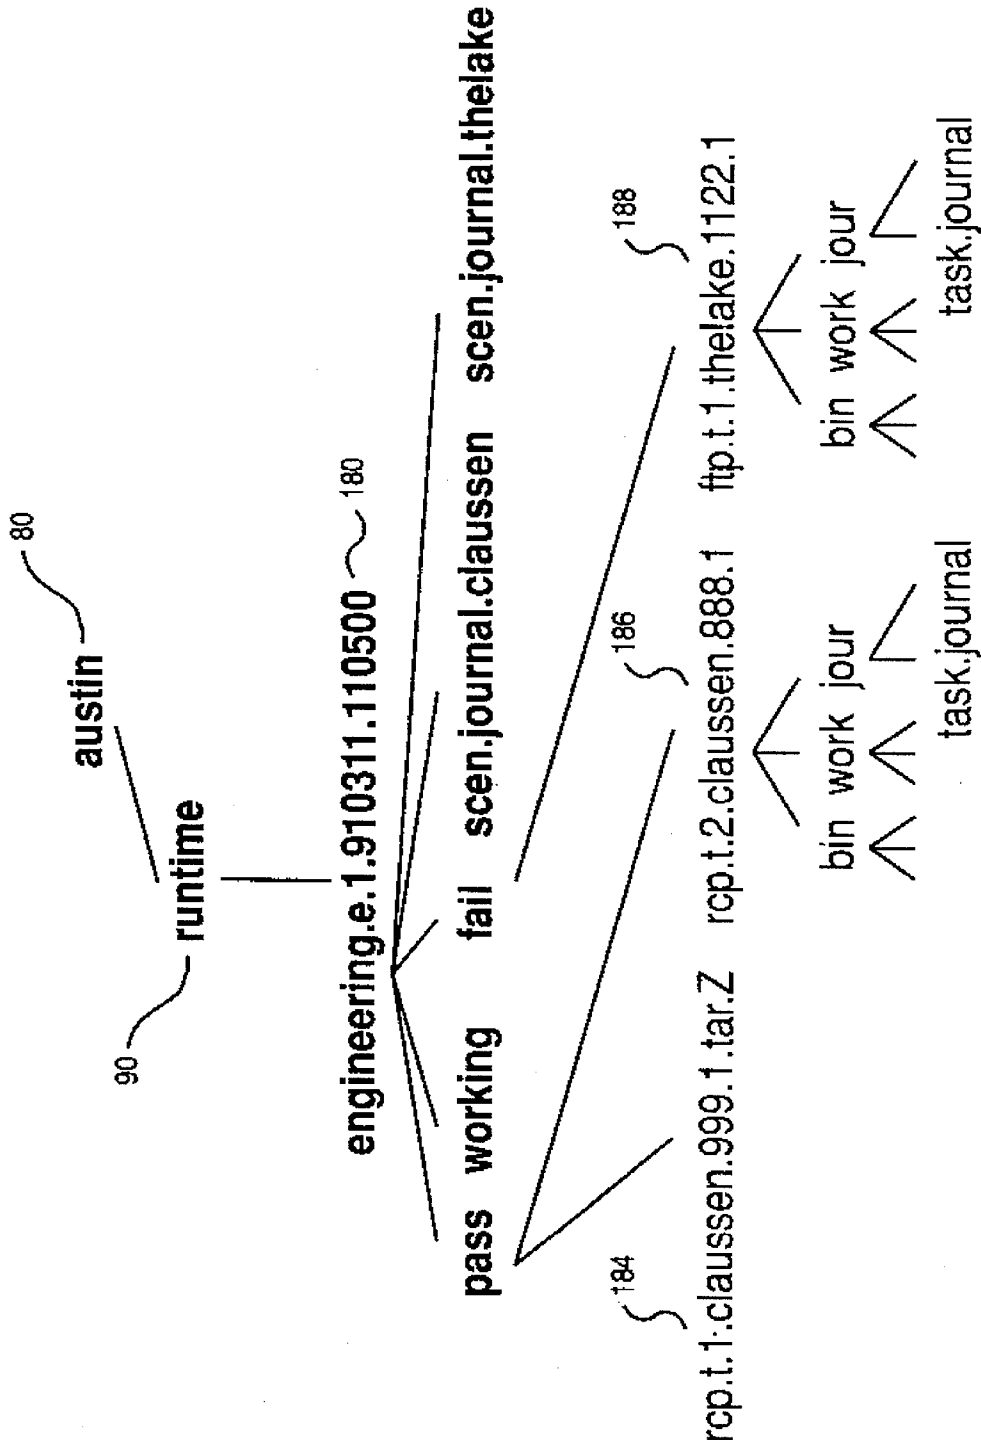 80
austin
90
runtime
engineering.e.1.910311.110500
180
pass working fail scen.journal.claussen scen.journal.thelake
184
186
188
rcp.t.1.claussen.999.1.tar.Z rcp.t.2.claussen.888.1 ftp.t.1.thelake.1122.1
bin work jour bin work jour
task.journal task.journal